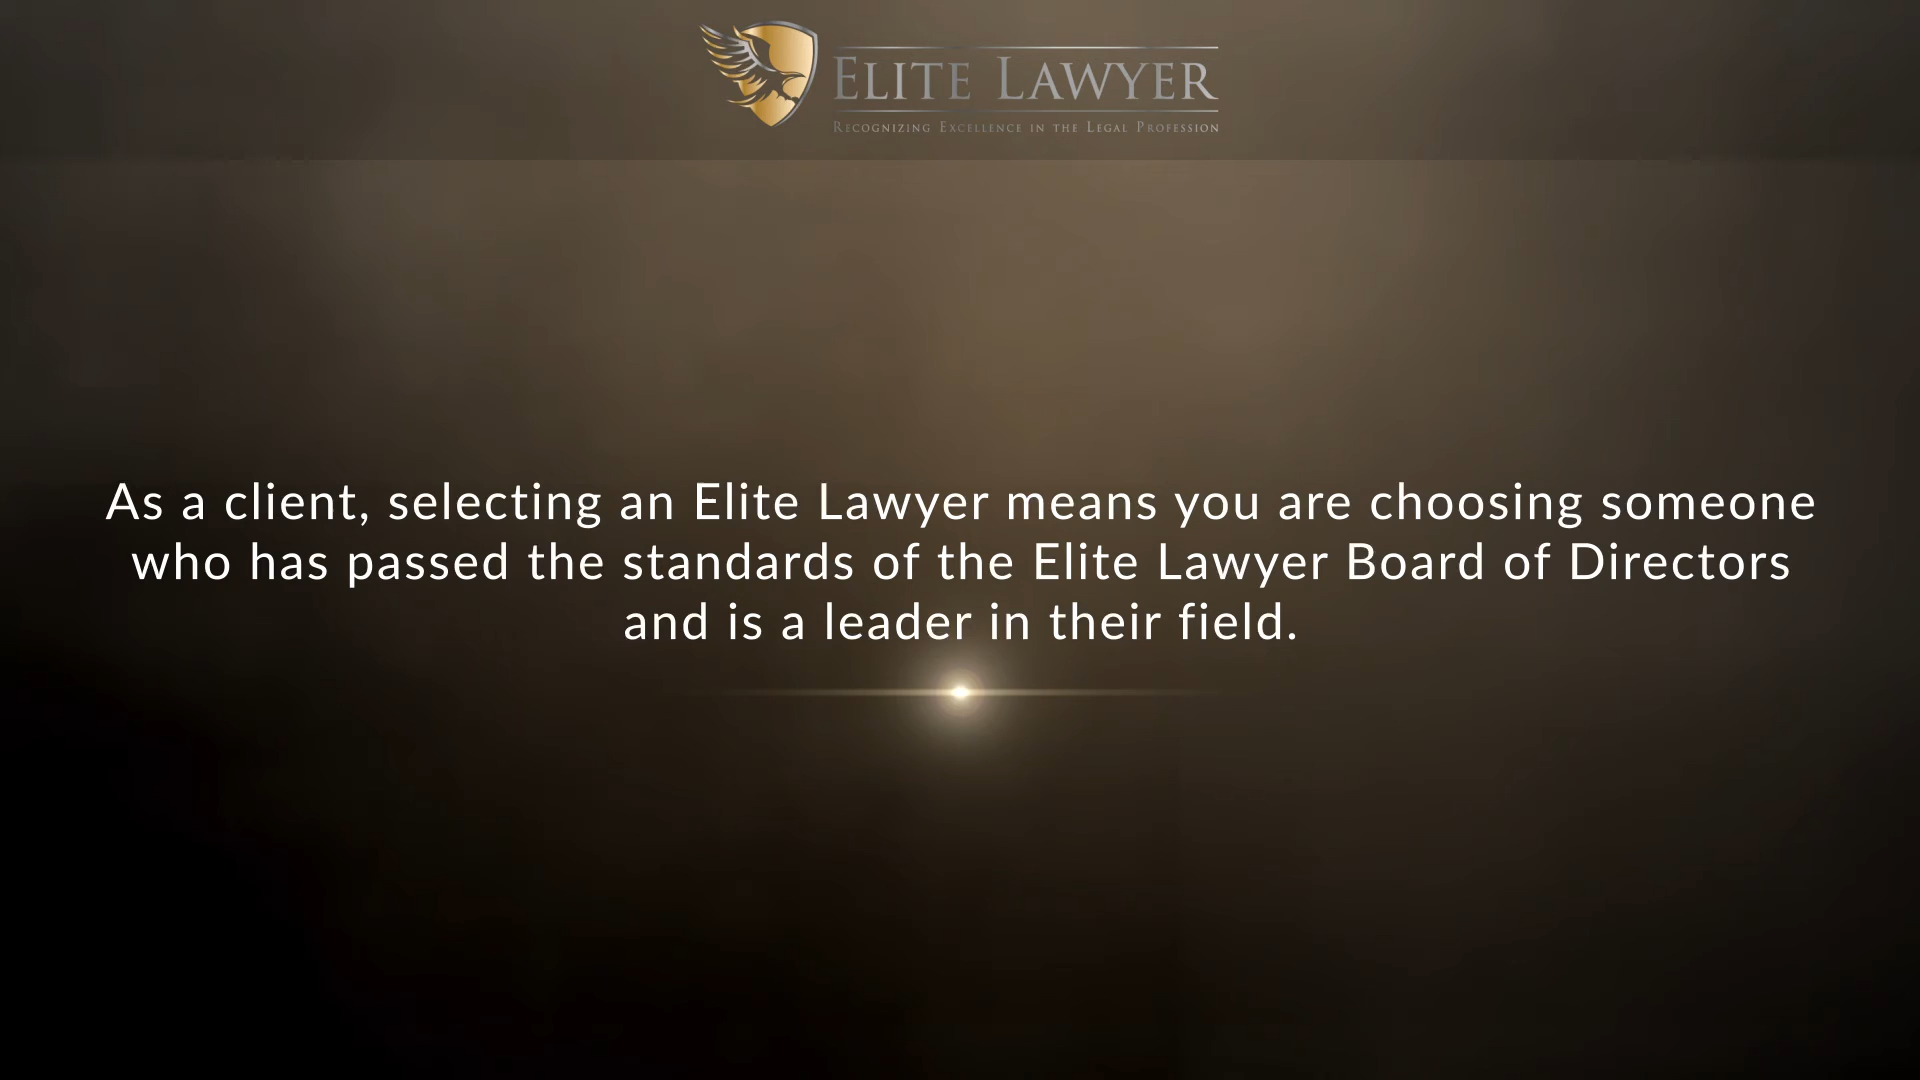 ELITE LAWYER
RECOGNIZING EXCELLENCE IN THE LEGAL PROFESSION
As a client, selecting an Elite Lawyer means you are choosing someone
who has passed the standards of the Elite Lawyer Board of Directors
and is a leader in their field.